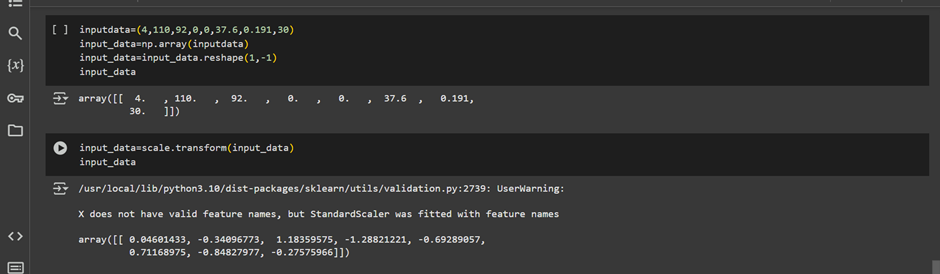 [ ] inputdata=(4,110,92,0,0,37.6,0.191,30)
input_data=np.array(inputdata)
input_data=input_data.reshape(1,-1)
input_data
array([[  4.   , 110.   ,  92.   ,   0.   ,   0.   ,  37.6  ,   0.191,
30.   ]])
input_data=scale.transform(input_data)
input_data
/usr/local/lib/python3.10/dist-packages/sklearn/utils/validation.py:2739: UserWarning:
X does not have valid feature names, but StandardScaler was fitted with feature names
array([[ 0.04601433, -0.34096773,  1.18359575, -1.28821221, -0.69289057,
0.71168975, -0.84827977, -0.27575966]])
{x}
<>